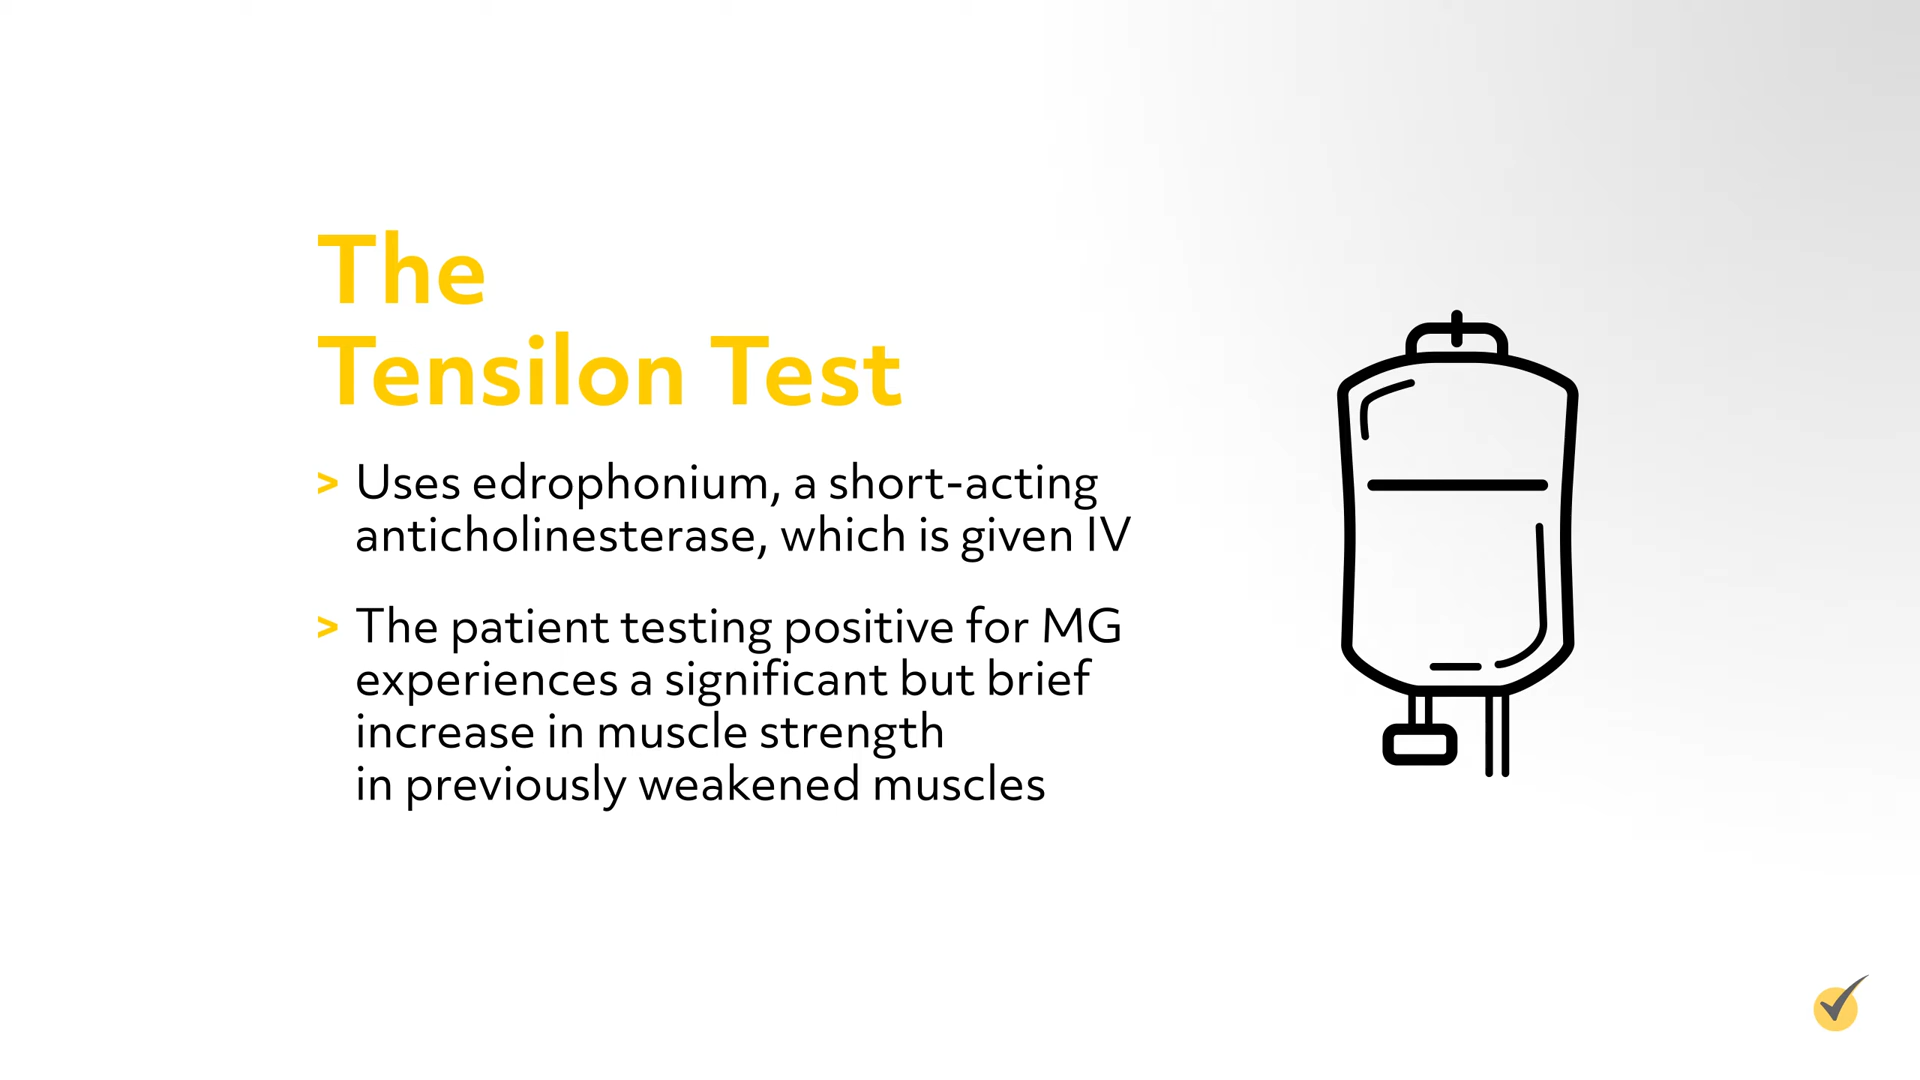 The
Tensilon Test
> Uses edrophonium, a short-acting
anticholinesterase, which is given IV
> The patient testing positive for MG
experiences a significant but brief
increase in muscle strength
in previously weakened muscles